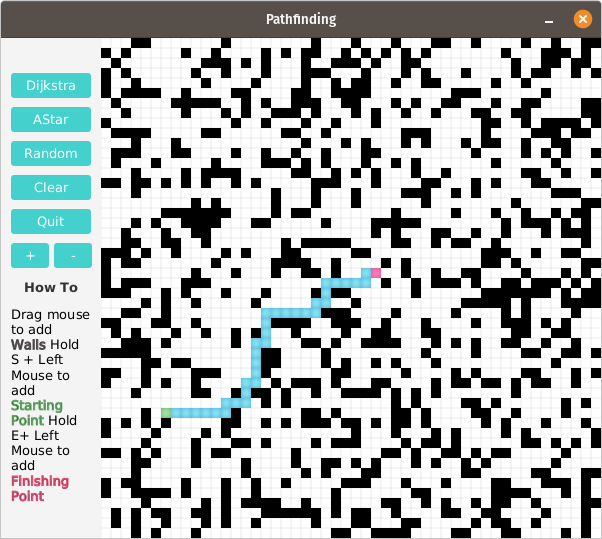 Pathfinding
Dijkstra
AStar
Random
Clear
Quit
+ -
How To
Drag mouse
to add
Walls Hold
S + Left
Mouse to
add
Starting
Point Hold
E+ Left
Mouse to
add
Finishing
Point